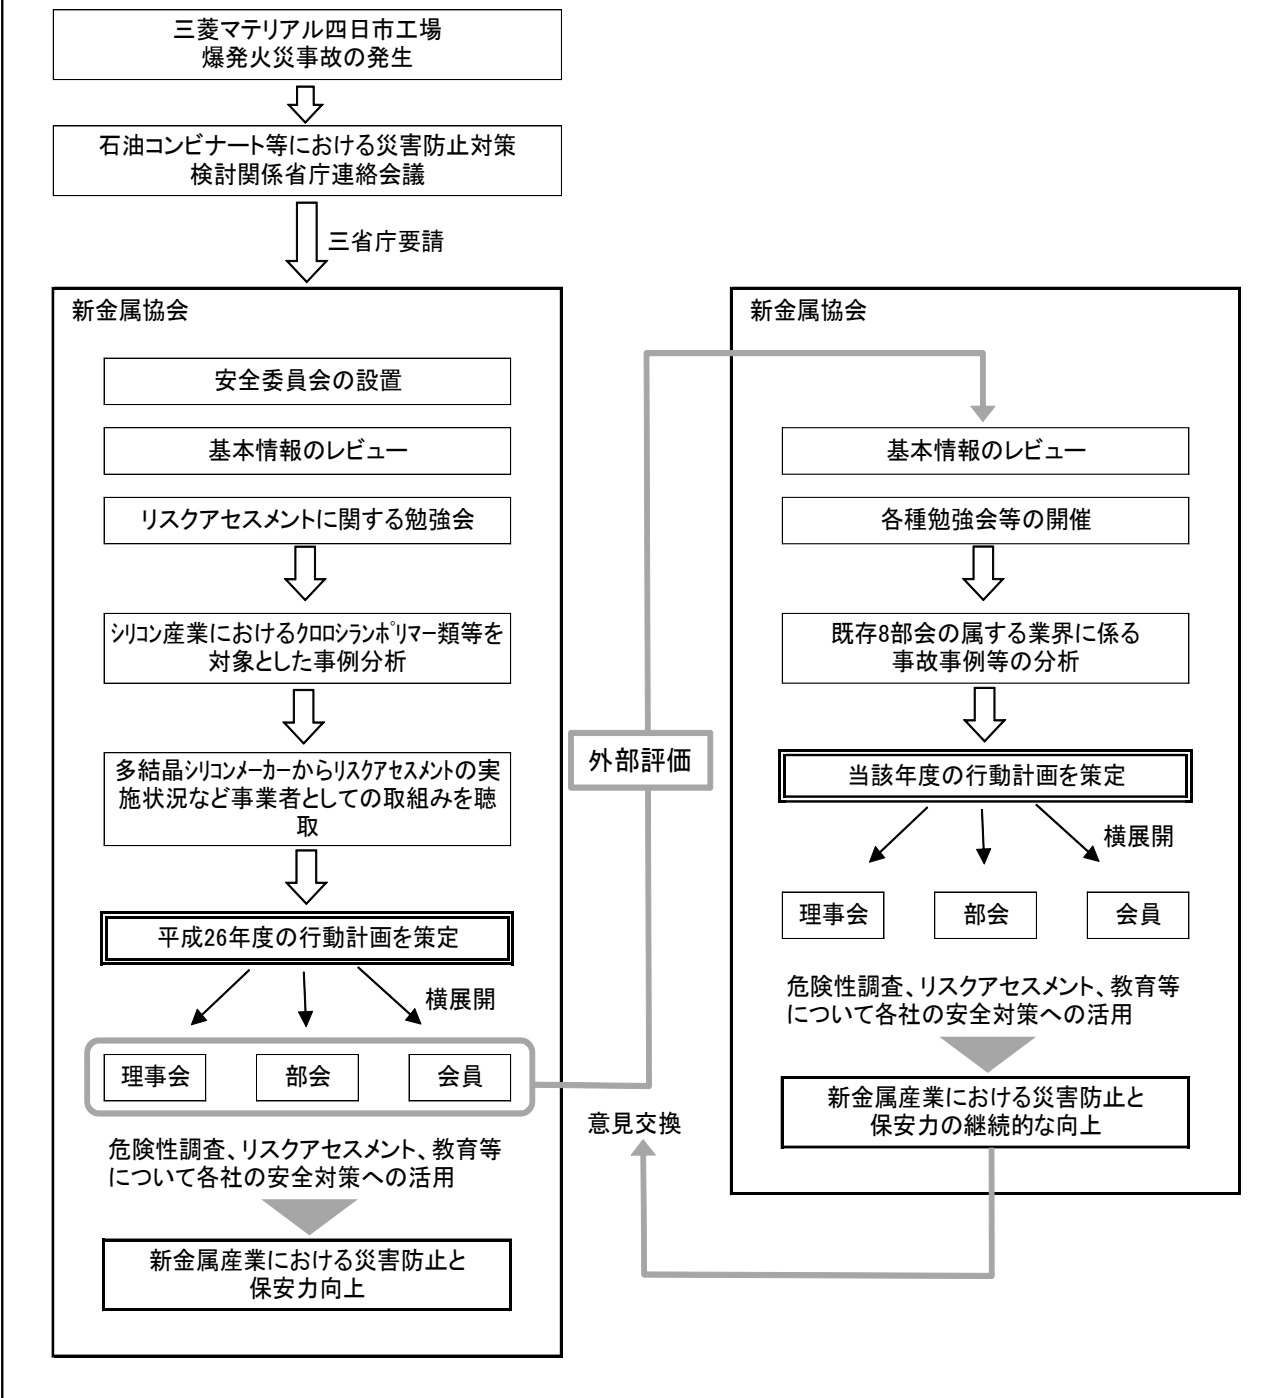 三菱マテリアル四日市工場
爆発火災事故の発生
石油コンビナート等における災害防止対策
検討関係省庁連絡会議
三省庁要請
新金属協会
安全委員会の設置
基本情報のレビュー
リスクアセスメントに関する勉強会
シリコン産業におけるクロロシランポリマー類等を
対象とした事例分析
多結晶シリコンメーカーからリスクアセスメントの実
施状況など事業者としての取組みを聴
取
平成26年度の行動計画を策定
横展開
理事会
部会
会員
危険性調査、リスクアセスメント、教育等
について各社の安全対策への活用
新金属産業における災害防止と
保安力向上
外部評価
意見交換
新金属協会
基本情報のレビュー
各種勉強会等の開催
既存8部会の属する業界に係る
事故事例等の分析
当該年度の行動計画を策定
横展開
理事会
部会
会員
危険性調査、リスクアセスメント、教育等
について各社の安全対策への活用
新金属産業における災害防止と
保安力の継続的な向上